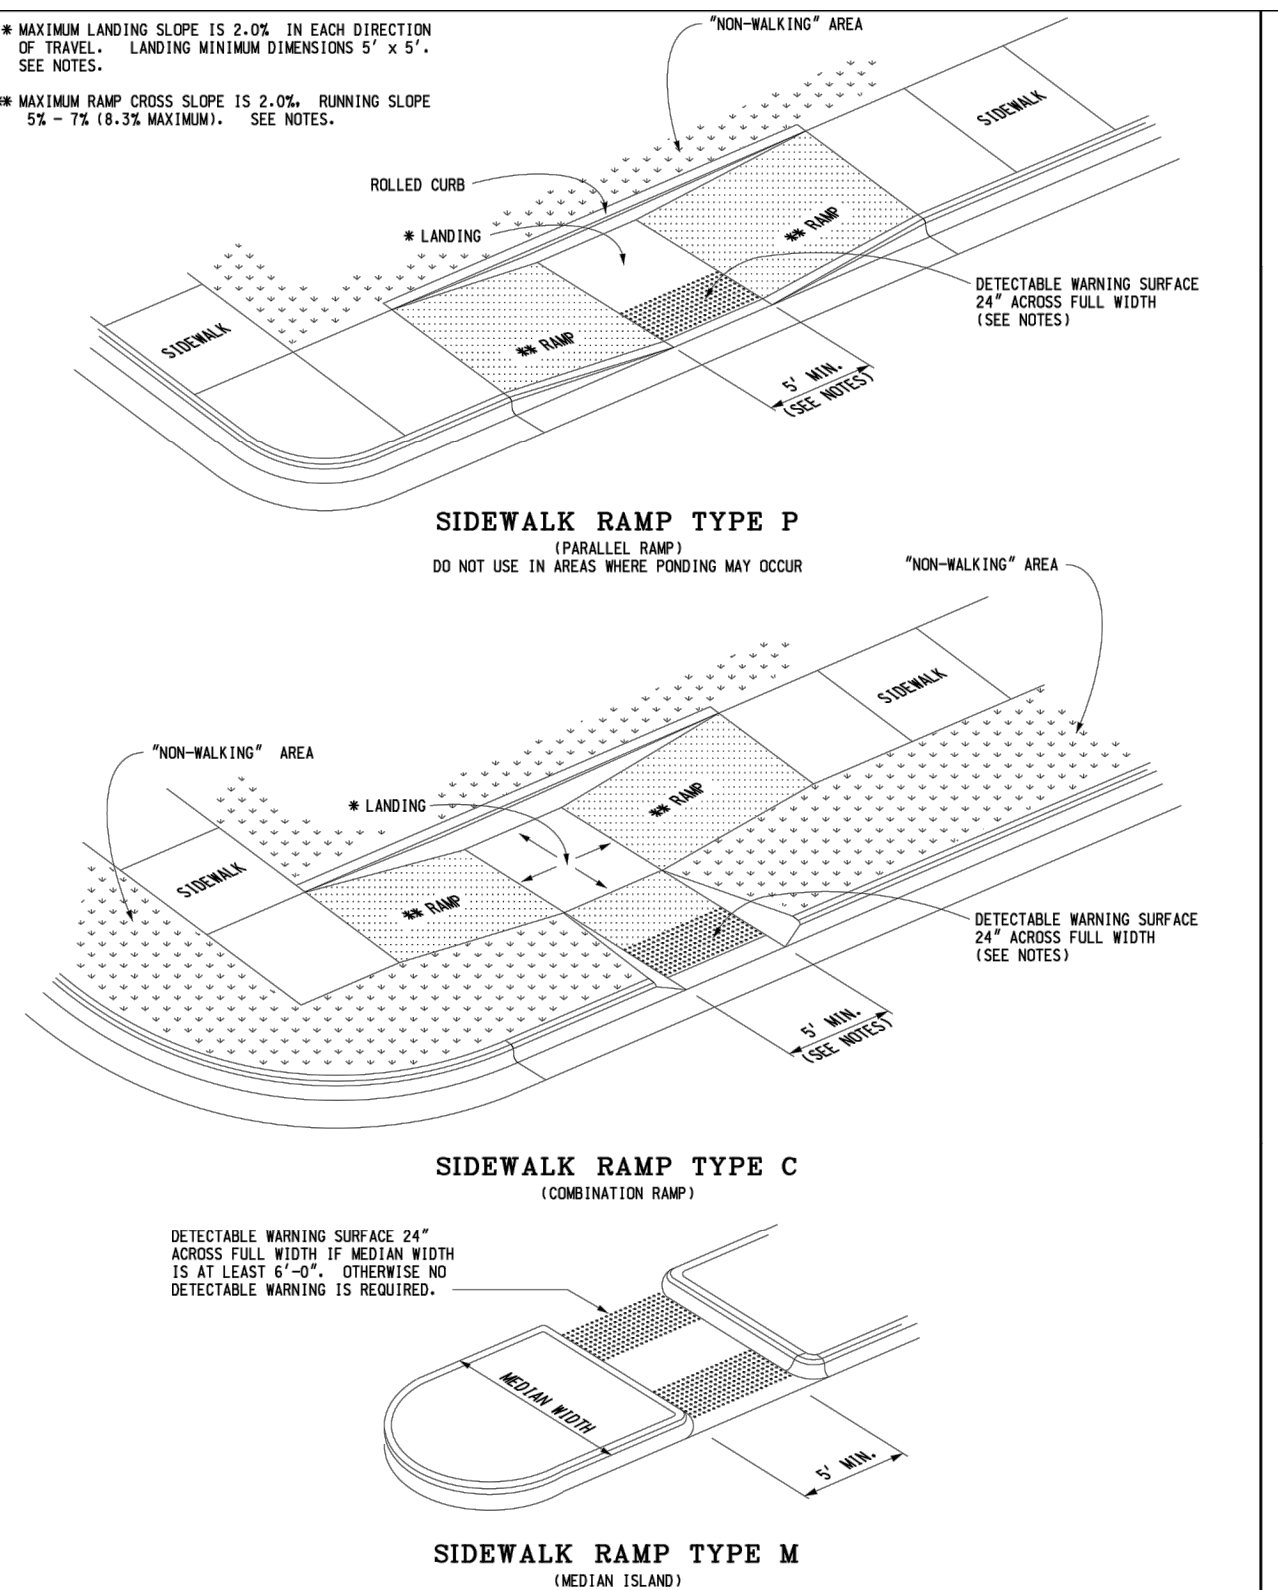 * MAXIMUM LANDING SLOPE IS 2.0% IN EACH DIRECTION
OF TRAVEL. LANDING MINIMUM DIMENSIONS 5' x 5'.
SEE NOTES.
** MAXIMUM RAMP CROSS SLOPE IS 2.0%, RUNNING SLOPE
5% - 7% (8.3% MAXIMUM). SEE NOTES.
"NON-WALKING" AREA
SIDEWALK
ROLLED CURB
* LANDING
** RAMP
DETECTABLE WARNING SURFACE
24" ACROSS FULL WIDTH
(SEE NOTES)
SIDEWALK
** RAMP
5' MIN.
(SEE NOTES)
SIDEWALK RAMP TYPE P
(PARALLEL RAMP)
DO NOT USE IN AREAS WHERE PONDING MAY OCCUR
"NON-WALKING" AREA
SIDEWALK
"NON-WALKING" AREA
* LANDING
** RAMP
SIDEWALK
** RAMP
DETECTABLE WARNING SURFACE
24" ACROSS FULL WIDTH
(SEE NOTES)
5' MIN.
(SEE NOTES)
SIDEWALK RAMP TYPE C
(COMBINATION RAMP)
DETECTABLE WARNING SURFACE 24"
ACROSS FULL WIDTH IF MEDIAN WIDTH
IS AT LEAST 6'-0". OTHERWISE NO
DETECTABLE WARNING IS REQUIRED.
MEDIAN WIDTH
5' MIN.
SIDEWALK RAMP TYPE M
(MEDIAN ISLAND)